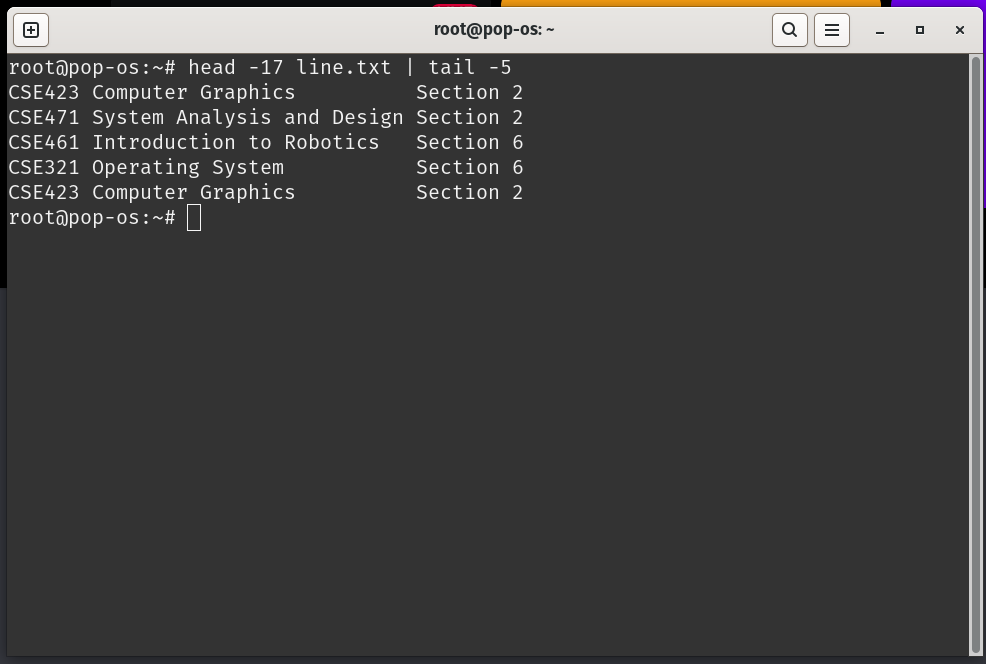 root@pop-os: ~
root@pop-os:~# head -17 line.txt | tail -5
CSE423 Computer Graphics          Section 2
CSE471 System Analysis and Design Section 2
CSE461 Introduction to Robotics   Section 6
CSE321 Operating System           Section 6
CSE423 Computer Graphics          Section 2
root@pop-os:~#